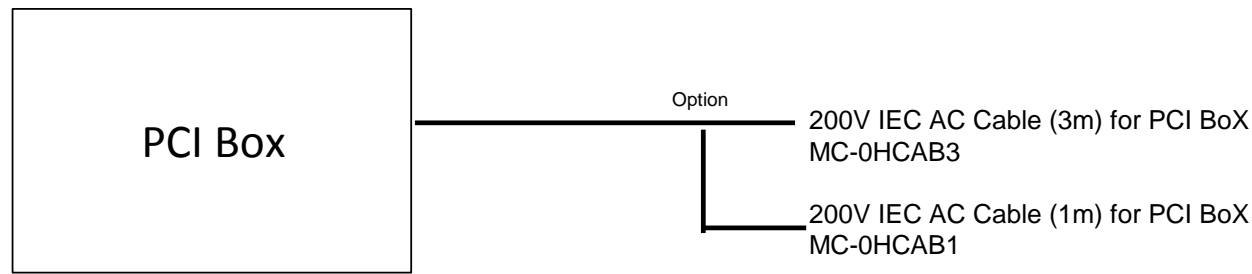 PCI Box
Option
200V IEC AC Cable (3m) for PCI BoX
MC-0HCAB3
200V IEC AC Cable (1m) for PCI BoX
MC-0HCAB1